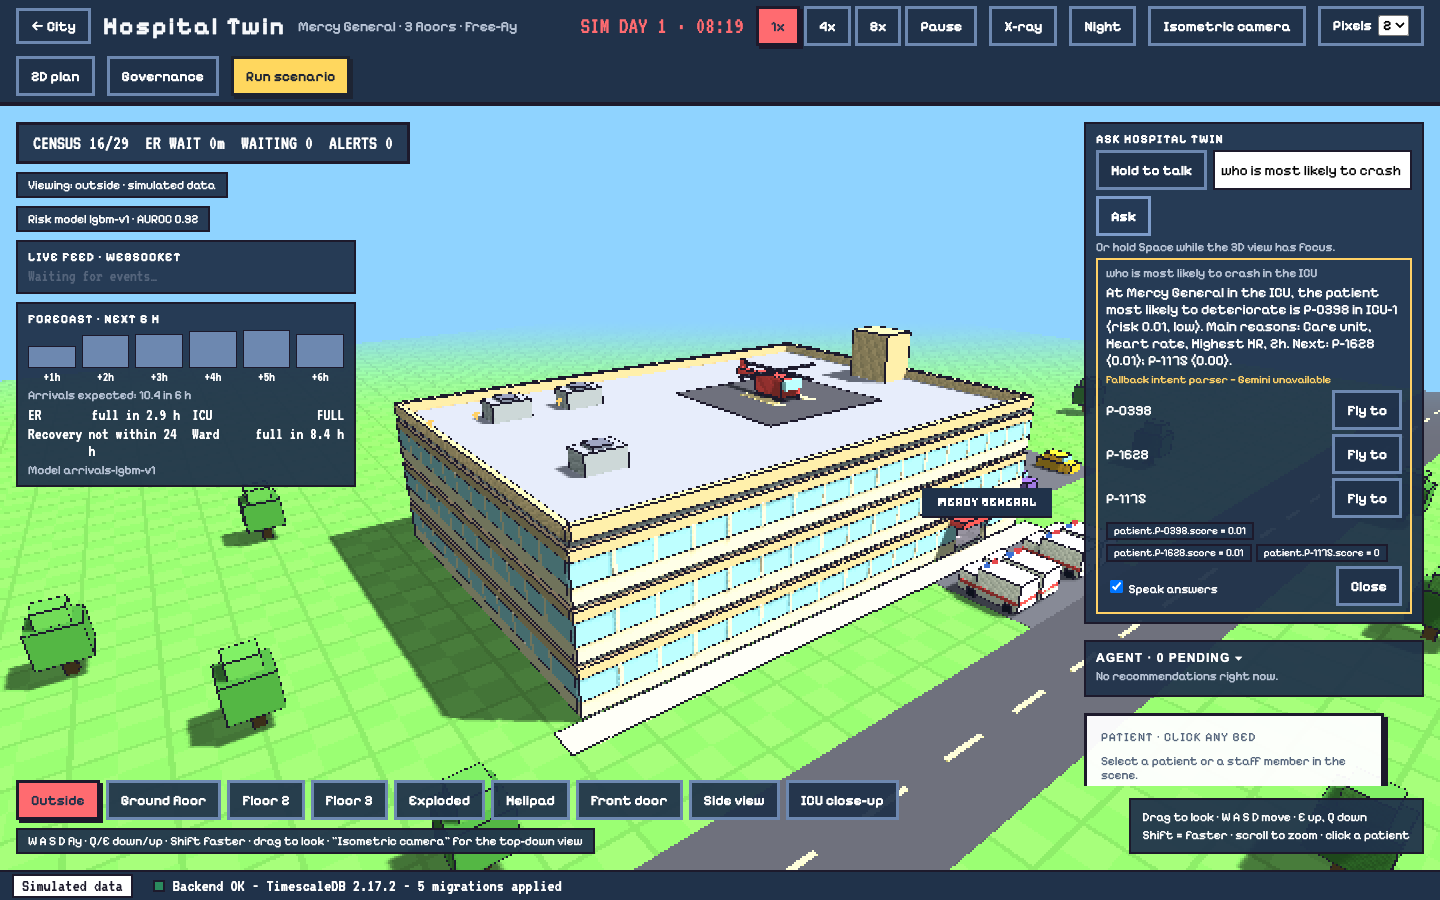 ← City
Hospital Twin
Mercy General · 3 floors · Free-fly
SIM DAY 1 · 08:19
1x
4x
8x
Pause
X-ray
Night
Isometric camera
Pixels 2
2D plan
Governance
Run scenario
CENSUS 16/29 ER WAIT 0m WAITING 0 ALERTS 0
Viewing: outside · simulated data
Risk model lgbm-v1 · AUROC 0.92
LIVE FEED · WEBSOCKET
Waiting for events…
FORECAST · NEXT 6 H
+1h +2h +3h +4h +5h +6h
Arrivals expected: 10.4 in 6 h
ER full in 2.9 h ICU FULL
Recovery not within 24 h Ward full in 8.4 h
Model arrivals-lgbm-v1
MERCY GENERAL
ASK HOSPITAL TWIN
Hold to talk
who is most likely to crash
Ask
Or hold Space while the 3D view has focus.
who is most likely to crash in the ICU
At Mercy General in the ICU, the patient
most likely to deteriorate is P-0398 in ICU-1
(risk 0.01, low). Main reasons: Care unit,
Heart rate, Highest HR, 2h. Next: P-1628
(0.01); P-1175 (0.00).
Fallback intent parser - Gemini unavailable
P-0398 Fly to
P-1628 Fly to
P-1175 Fly to
patient.P-0398.score = 0.01
patient.P-1628.score = 0.01 patient.P-1175.score = 0
Speak answers
Close
AGENT · 0 PENDING
No recommendations right now.
PATIENT · CLICK ANY BED
Select a patient or a staff member in the
scene.
Outside
Ground floor
Floor 2
Floor 3
Exploded
Helipad
Front door
Side view
ICU close-up
W A S D fly · Q/E down/up · Shift faster · drag to look · "Isometric camera" for the top-down view
Drag to look · W A S D move · E up, Q down
Shift = faster · scroll to zoom · click a patient
Simulated data
Backend OK - TimescaleDB 2.17.2 - 5 migrations applied